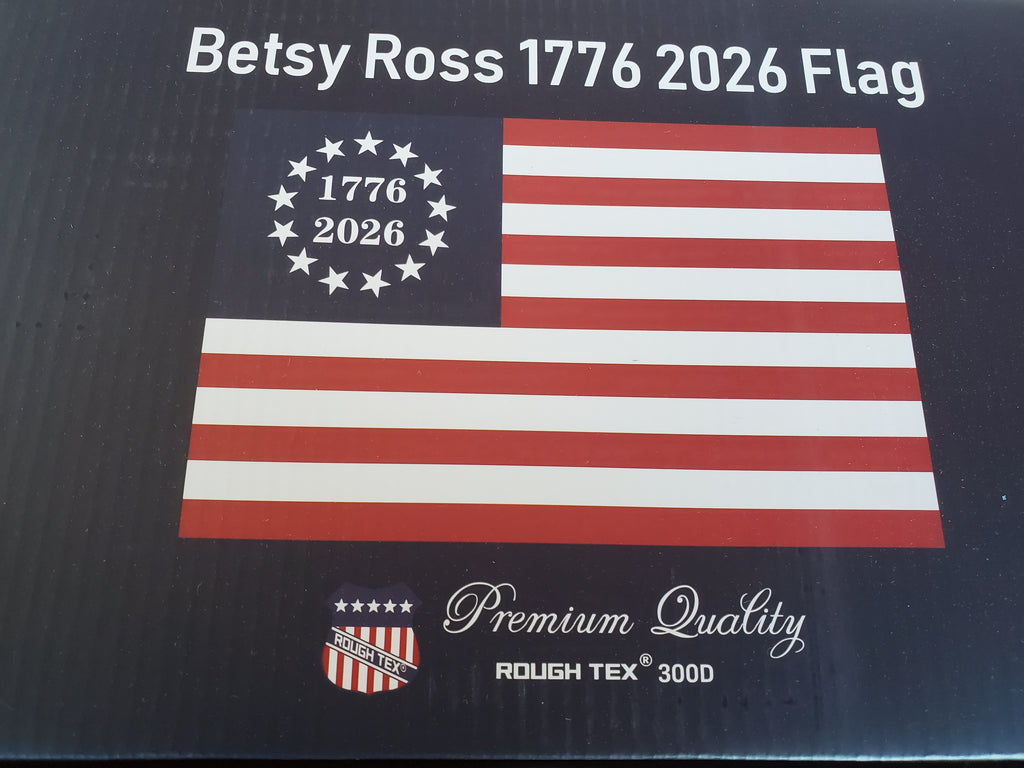 Betsy Ross 1776 2026 Flag
1776
2026
Premium Quality
ROUGH TEX®
ROUGH TEX® 300D